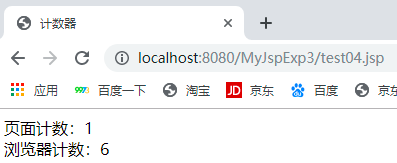 计数器
localhost:8080/MyJspExp3/test04.jsp
应用 百度一下 淘宝 JD 京东 百度 京东
页面计数：1
浏览器计数：6